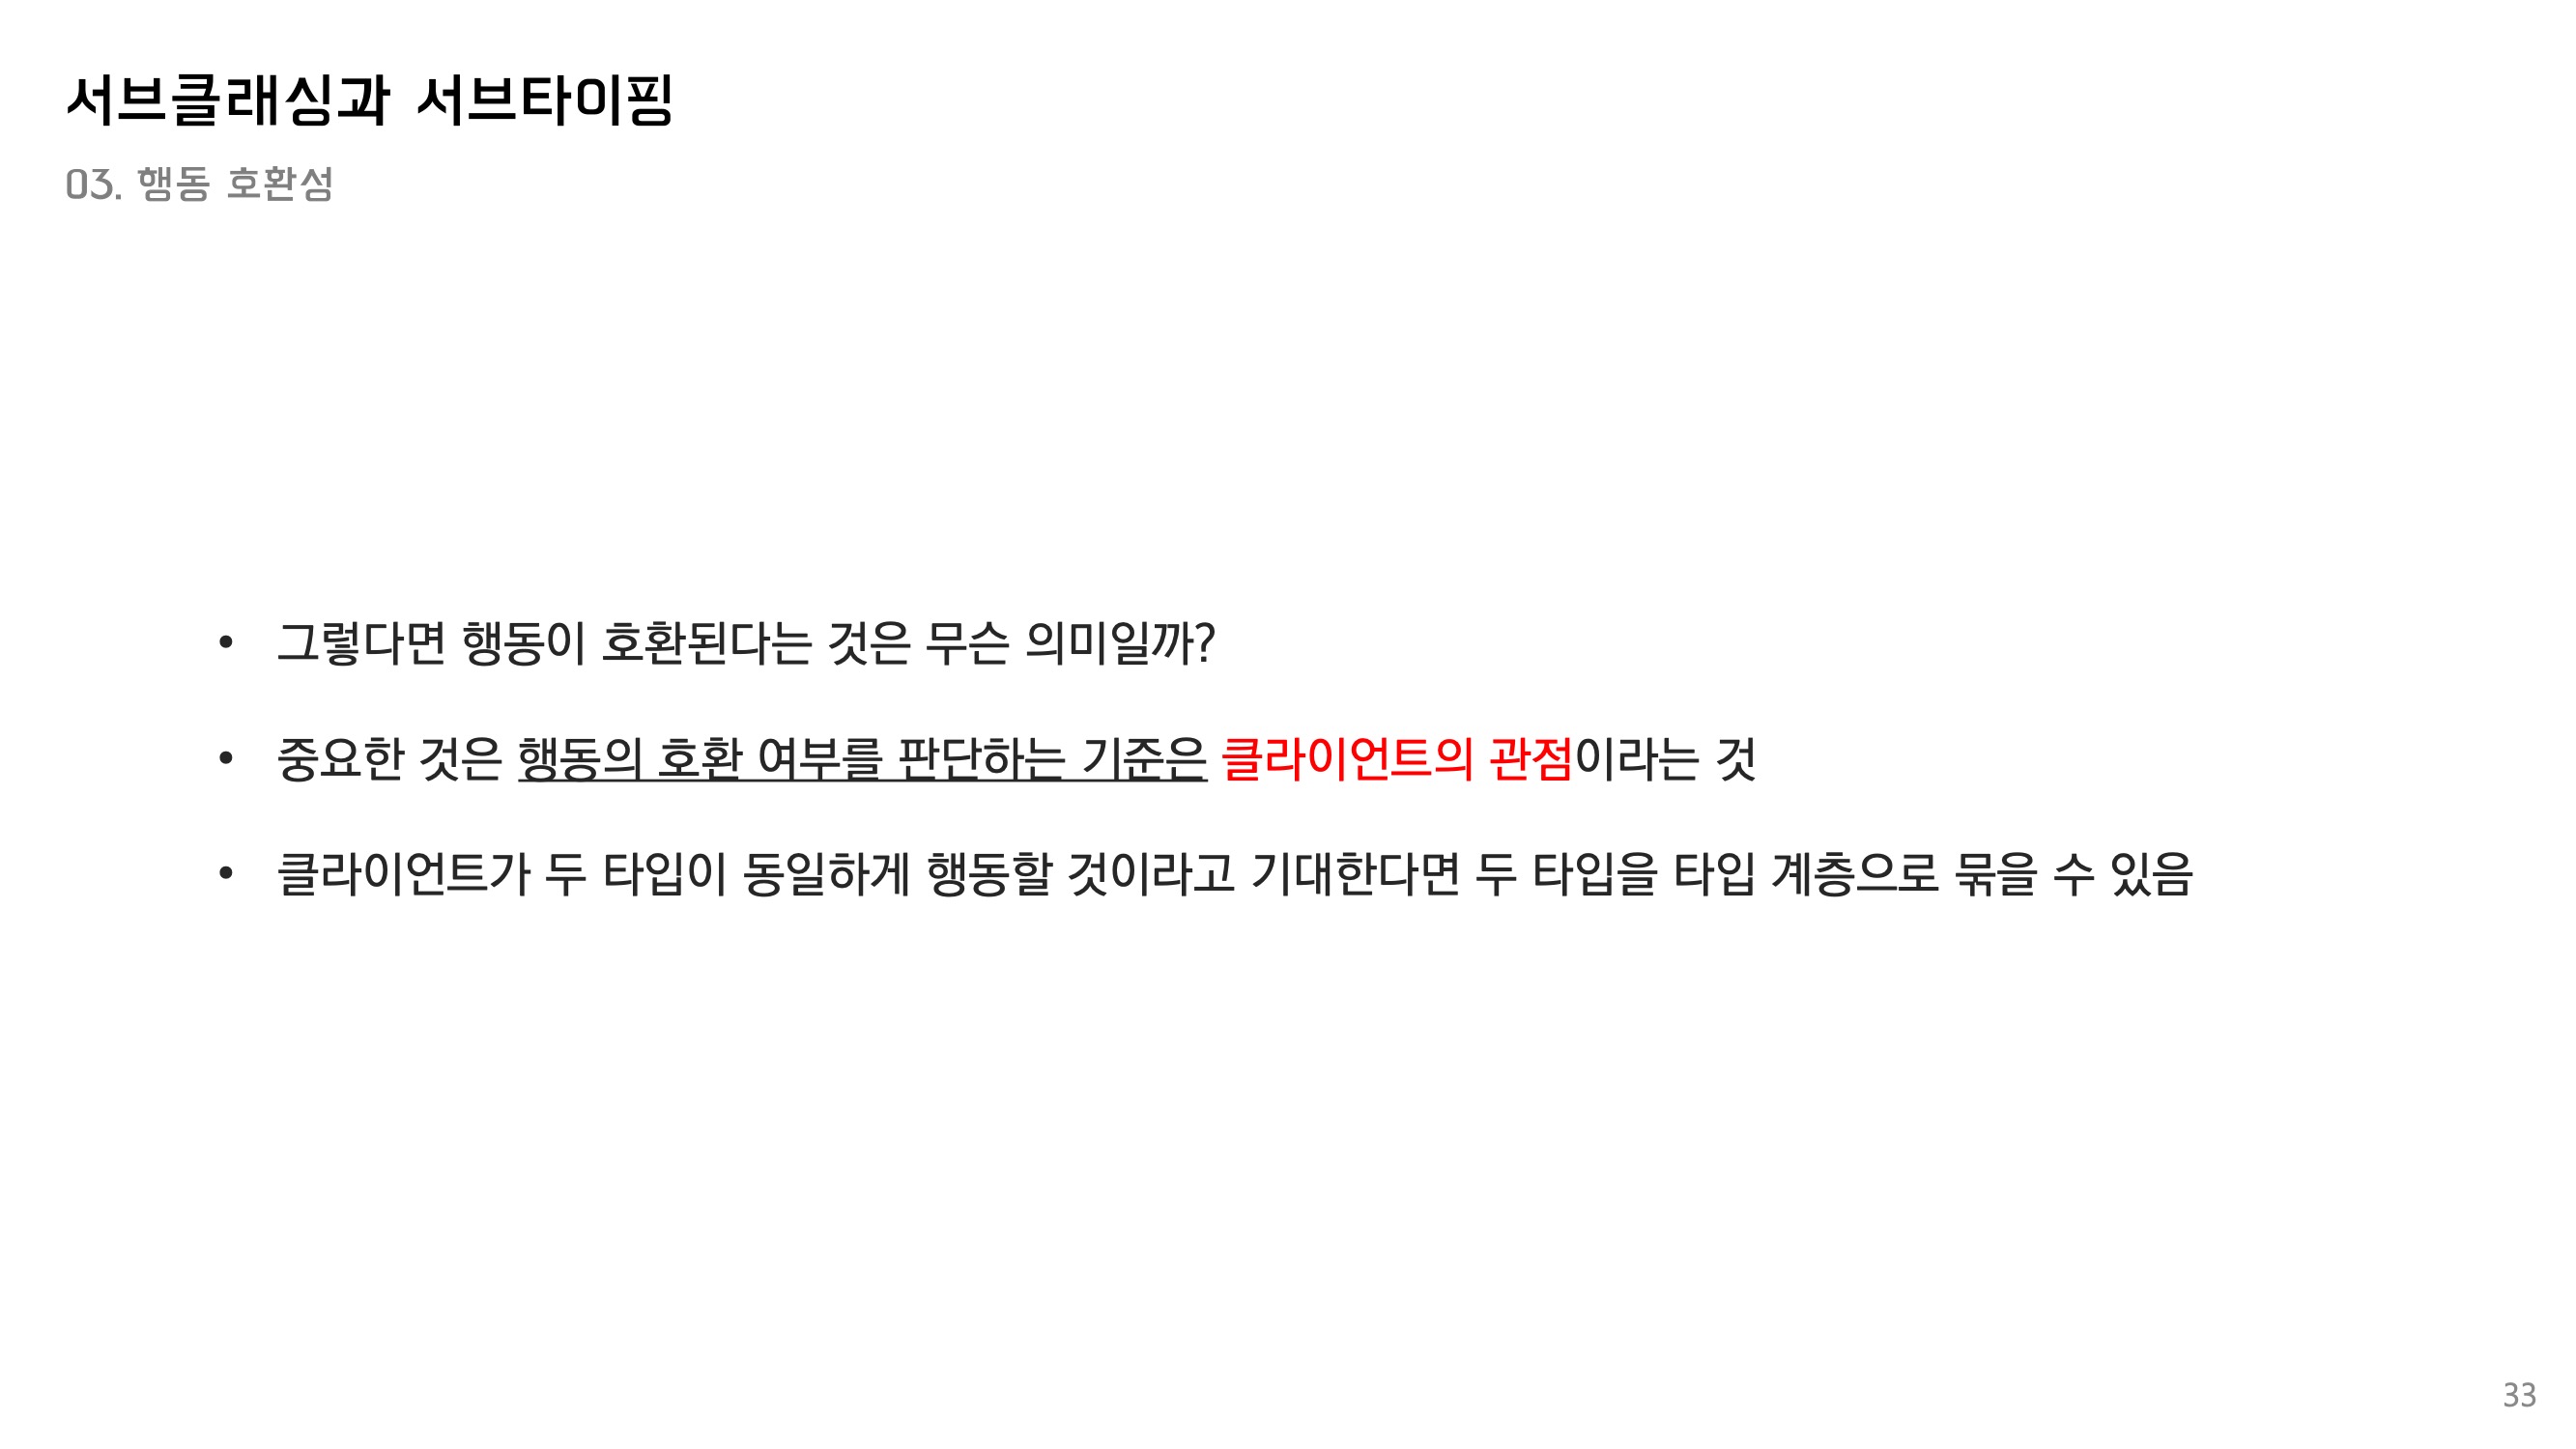 서브클래싱과 서브타이핑
03. 행동 호환성
• 그렇다면 행동이 호환된다는 것은 무슨 의미일까?
• 중요한 것은 행동의 호환 여부를 판단하는 기준은 클라이언트의 관점이라는 것
• 클라이언트가 두 타입이 동일하게 행동할 것이라고 기대한다면 두 타입을 타입 계층으로 묶을 수 있음
33